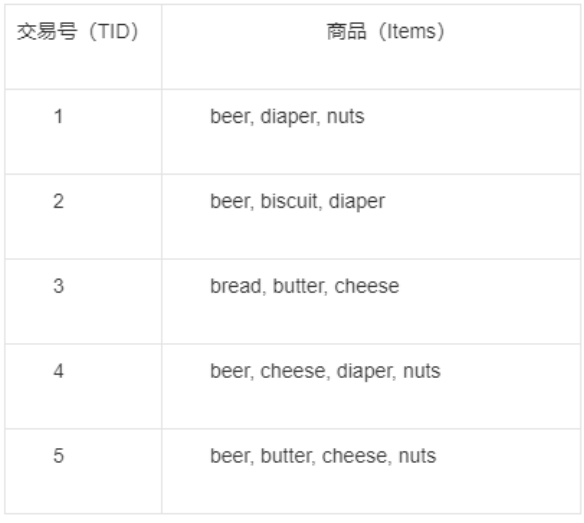 交易号（TID） 商品（Items）
1 beer, diaper, nuts
2 beer, biscuit, diaper
3 bread, butter, cheese
4 beer, cheese, diaper, nuts
5 beer, butter, cheese, nuts